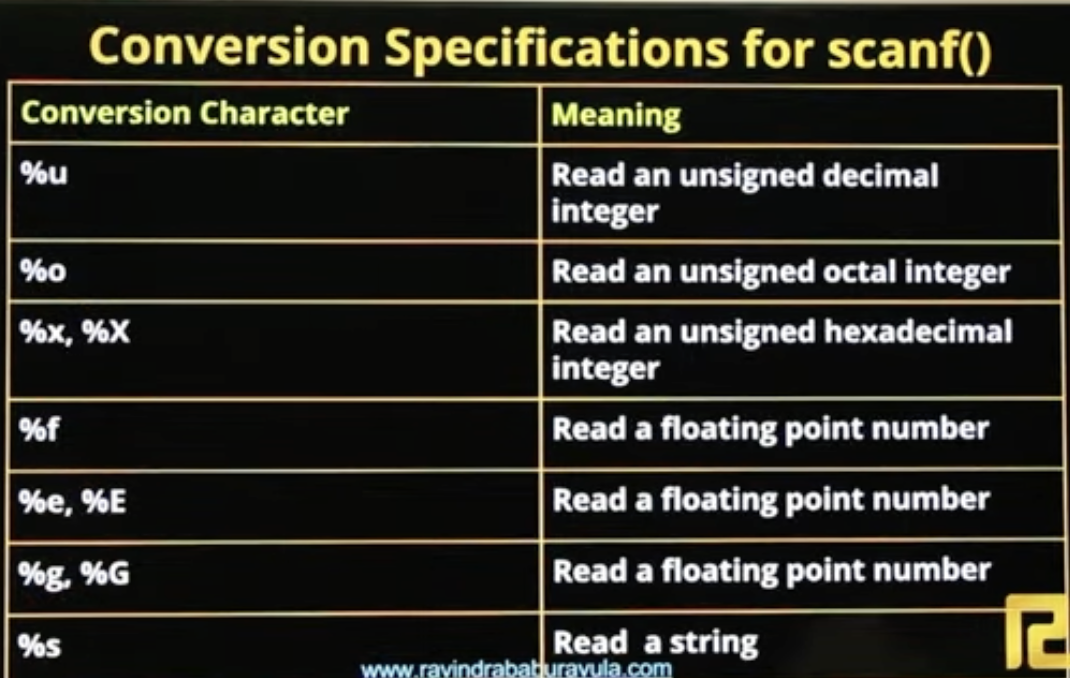 Conversion Specifications for scanf()
Conversion Character
Meaning
%u
Read an unsigned decimal
integer
%o
Read an unsigned octal integer
%x, %X
Read an unsigned hexadecimal
integer
%f
Read a floating point number
%e, %E
Read a floating point number
%g, %G
Read a floating point number
%s
Read a string
www.ravindrababuravula.com